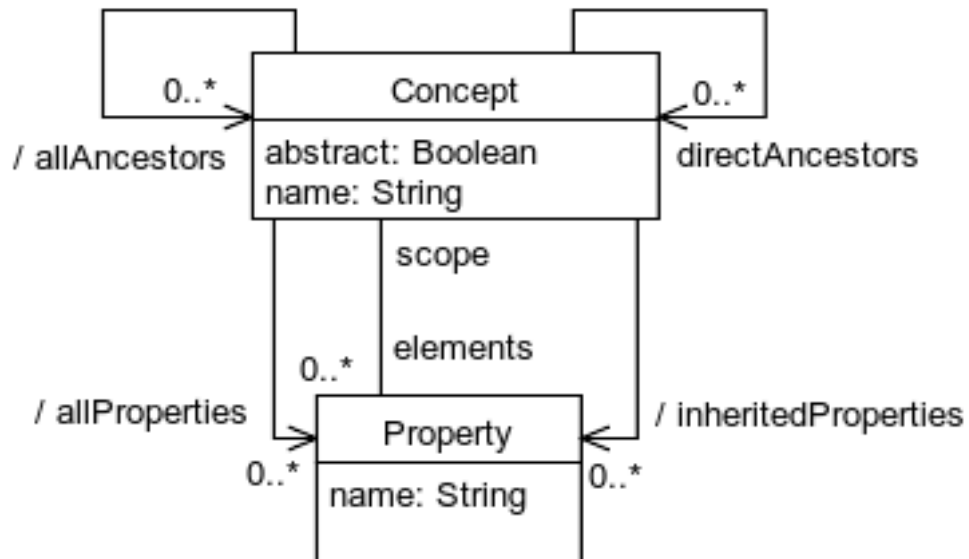 0..*
Concept
0..*
/ allAncestors
abstract: Boolean
directAncestors
name: String
scope
elements
0..*
/ allProperties
Property
/ inheritedProperties
0..*
name: String
0..*